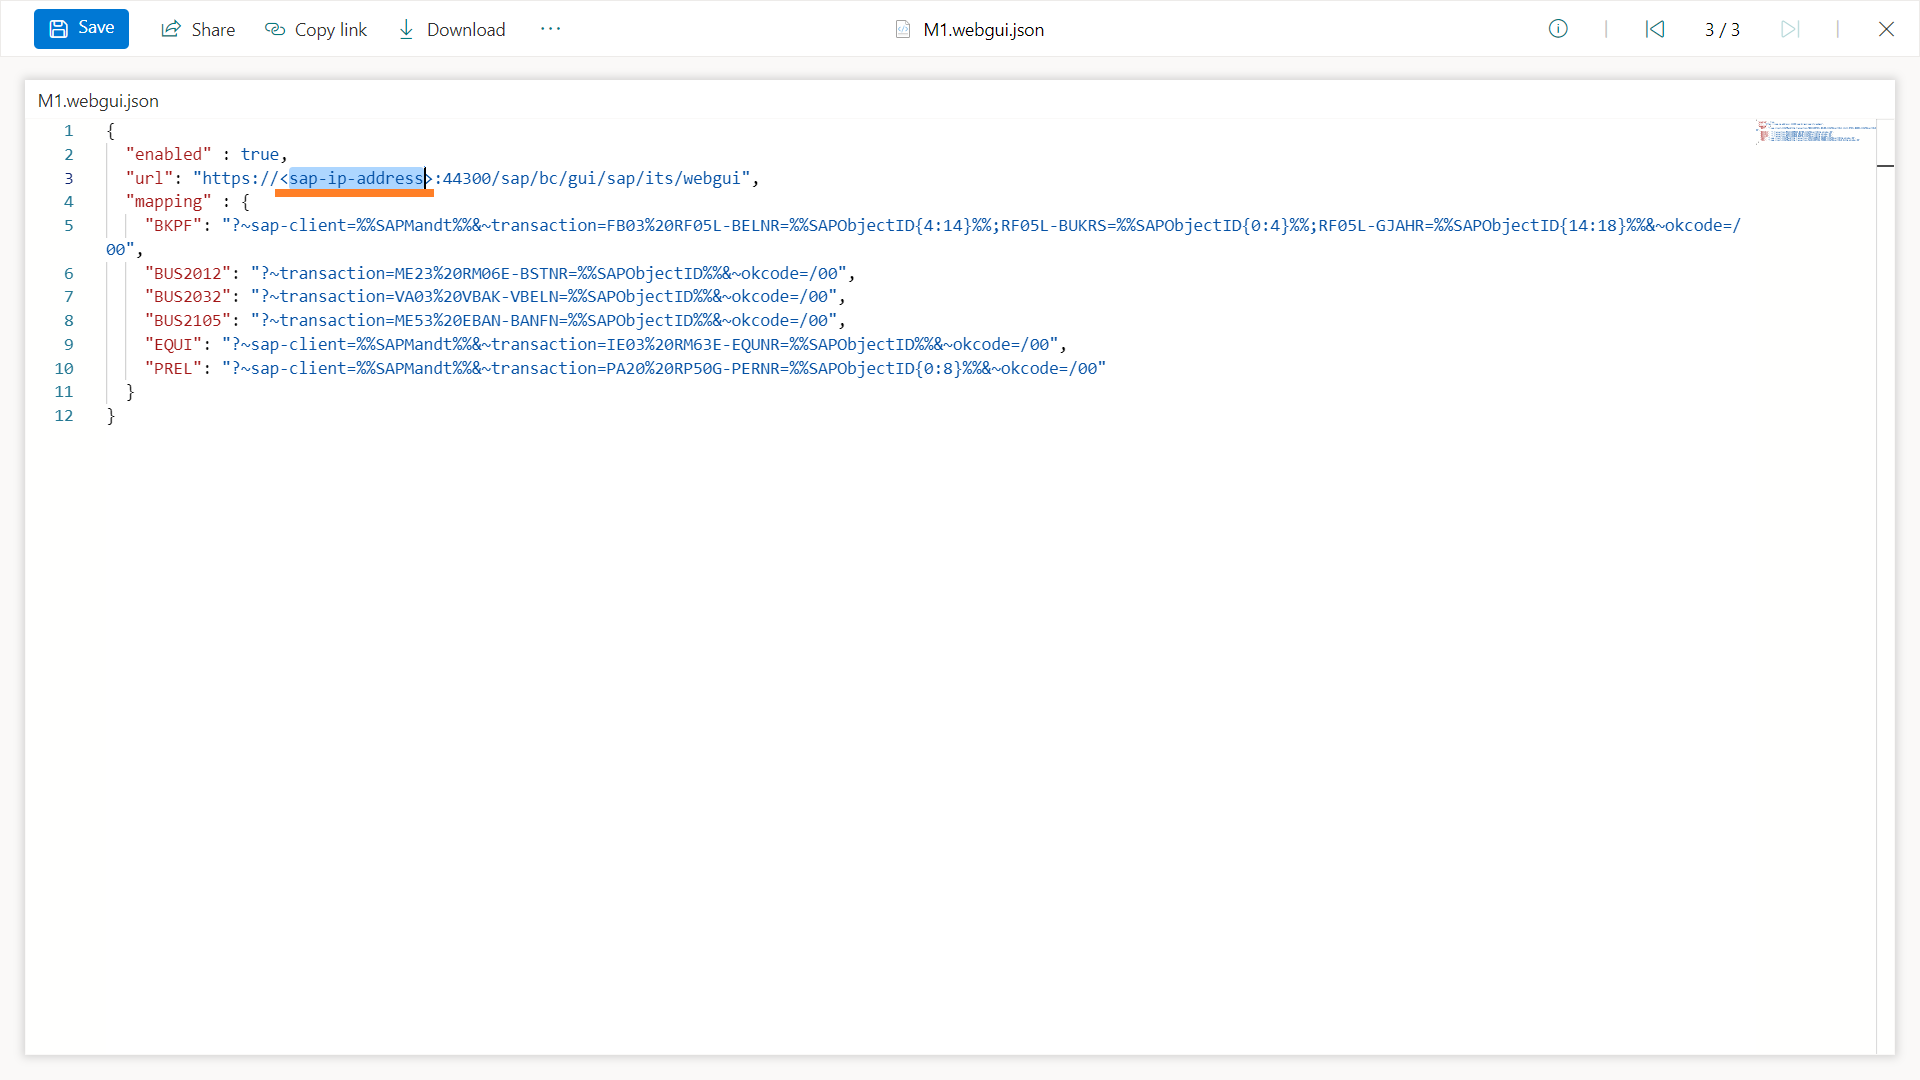 Save Share Copy link Download ··· M1.webgui.json 3 / 3
M1.webgui.json
1 {
2 "enabled" : true,
3 "url": "https://<sap-ip-address>:44300/sap/bc/gui/sap/its/webgui",
4 "mapping" : {
5 "BKPF": "?~sap-client=%%SAPMandt%%&~transaction=FB03%20RF05L-BELNR=%%SAPObjectID{4:14}%%;RF05L-BUKRS=%%SAPObjectID{0:4}%%;RF05L-GJAHR=%%SAPObjectID{14:18}%%&~okcode=/
00",
6 "BUS2012": "?~transaction=ME23%20RM06E-BSTNR=%%SAPObjectID%%&~okcode=/00",
7 "BUS2032": "?~transaction=VA03%20VBAK-VBELN=%%SAPObjectID%%&~okcode=/00",
8 "BUS2105": "?~transaction=ME53%20EBAN-BANFN=%%SAPObjectID%%&~okcode=/00",
9 "EQUI": "?~sap-client=%%SAPMandt%%&~transaction=IE03%20RM63E-EQUNR=%%SAPObjectID%%&~okcode=/00",
10 "PREL": "?~sap-client=%%SAPMandt%%&~transaction=PA20%20RP50G-PERNR=%%SAPObjectID{0:8}%%&~okcode=/00"
11 }
12 }